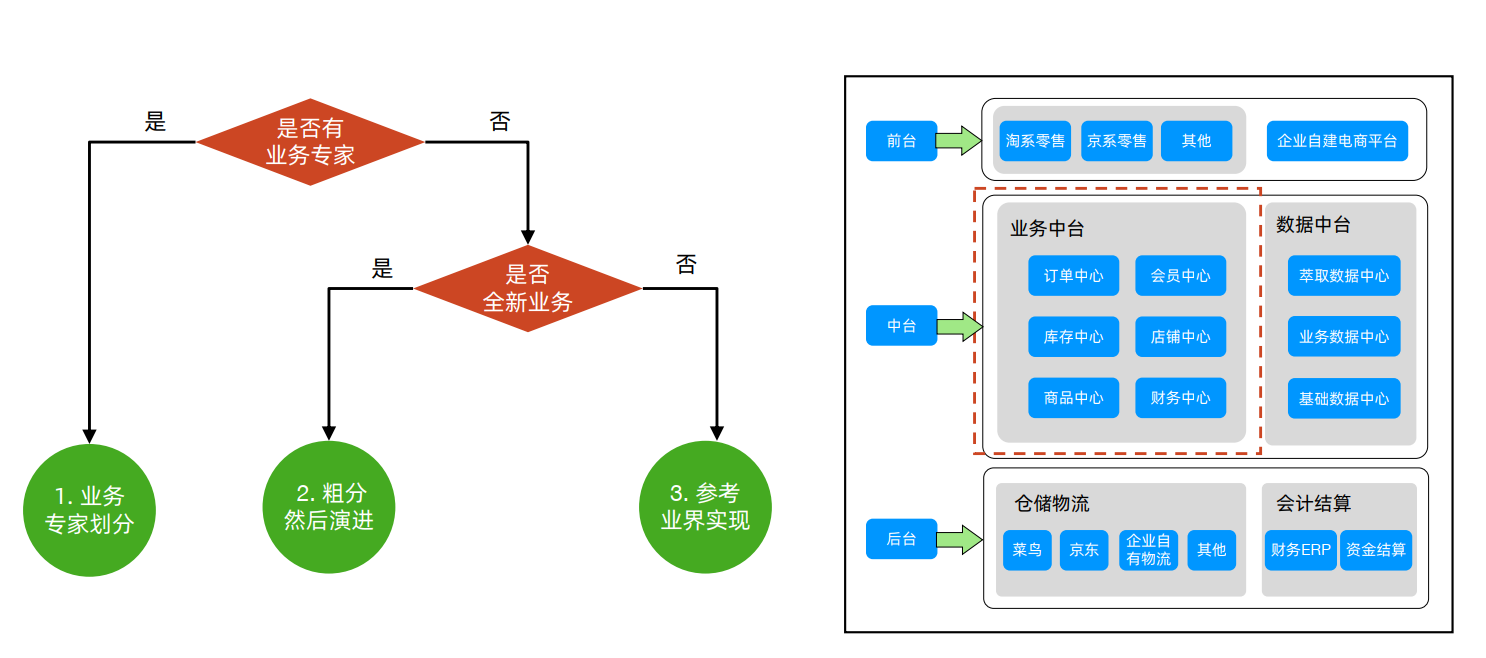 是
否
是否有
业务专家
是
否
是否
全新业务
1. 业务
专家划分
2. 粗分
然后演进
3. 参考
业界实现
前台
淘系零售
京系零售
其他
企业自建电商平台
中台
业务中台
订单中心
会员中心
库存中心
店铺中心
商品中心
财务中心
数据中台
萃取数据中心
业务数据中心
基础数据中心
后台
仓储物流
菜鸟
京东
企业自
有物流
其他
会计结算
财务ERP
资金结算